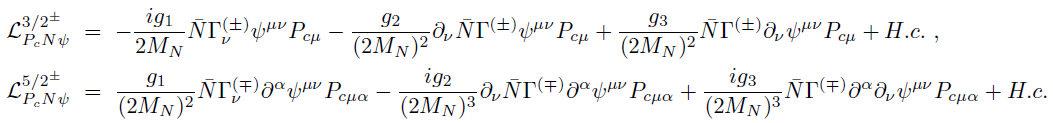 $\mathcal{L}^{3/2^{\pm}}_{P_c N\psi} = -\frac{ig_1}{2M_N}\bar{N}\Gamma^{(\pm)}_{\nu}\psi^{\mu\nu}P_{c\mu} - \frac{g_2}{(2M_N)^2}\partial_{\nu}\bar{N}\Gamma^{(\pm)}\psi^{\mu\nu}P_{c\mu} + \frac{g_3}{(2M_N)^2}\bar{N}\Gamma^{(\pm)}\partial_{\nu}\psi^{\mu\nu}P_{c\mu} + H.c. \ ,$
$\mathcal{L}^{5/2^{\pm}}_{P_c N\psi} = \frac{g_1}{(2M_N)^2}\bar{N}\Gamma^{(\mp)}_{\nu}\partial^{\alpha}\psi^{\mu\nu}P_{c\mu\alpha} - \frac{ig_2}{(2M_N)^3}\partial_{\nu}\bar{N}\Gamma^{(\mp)}\partial^{\alpha}\psi^{\mu\nu}P_{c\mu\alpha} + \frac{ig_3}{(2M_N)^3}\bar{N}\Gamma^{(\mp)}\partial^{\alpha}\partial_{\nu}\psi^{\mu\nu}P_{c\mu\alpha} + H.c.$